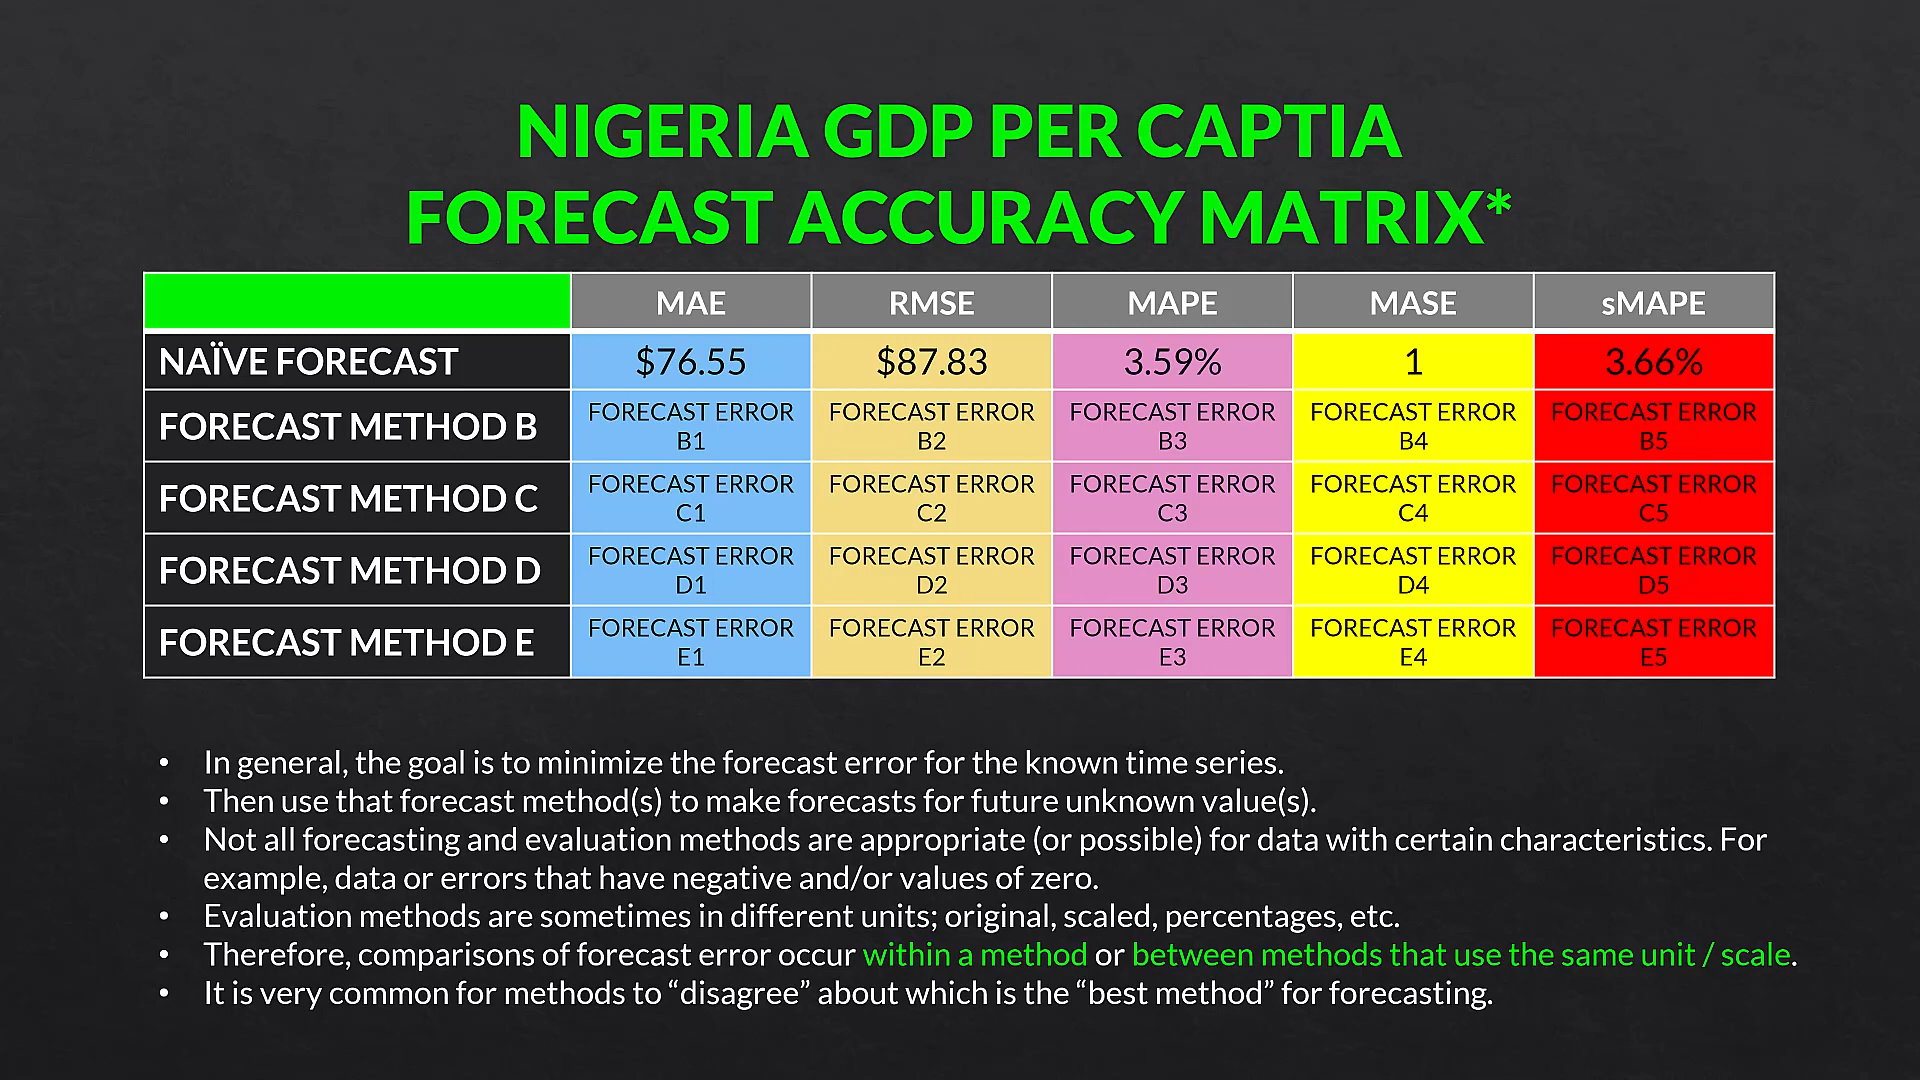 NIGERIA GDP PER CAPTIA
FORECAST ACCURACY MATRIX*
MAE RMSE MAPE MASE sMAPE
NAÏVE FORECAST $76.55 $87.83 3.59% 1 3.66%
FORECAST METHOD B FORECAST ERROR B1 FORECAST ERROR B2 FORECAST ERROR B3 FORECAST ERROR B4 FORECAST ERROR B5
FORECAST METHOD C FORECAST ERROR C1 FORECAST ERROR C2 FORECAST ERROR C3 FORECAST ERROR C4 FORECAST ERROR C5
FORECAST METHOD D FORECAST ERROR D1 FORECAST ERROR D2 FORECAST ERROR D3 FORECAST ERROR D4 FORECAST ERROR D5
FORECAST METHOD E FORECAST ERROR E1 FORECAST ERROR E2 FORECAST ERROR E3 FORECAST ERROR E4 FORECAST ERROR E5
• In general, the goal is to minimize the forecast error for the known time series.
• Then use that forecast method(s) to make forecasts for future unknown value(s).
• Not all forecasting and evaluation methods are appropriate (or possible) for data with certain characteristics. For
example, data or errors that have negative and/or values of zero.
• Evaluation methods are sometimes in different units; original, scaled, percentages, etc.
• Therefore, comparisons of forecast error occur within a method or between methods that use the same unit / scale.
• It is very common for methods to “disagree” about which is the “best method” for forecasting.